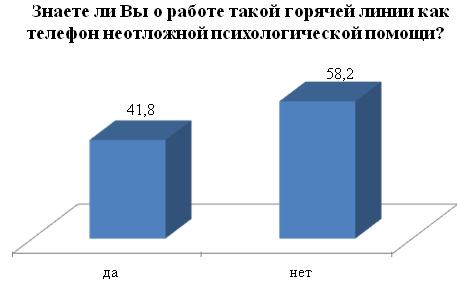 Знаете ли Вы о работе такой горячей линии как
телефон неотложной психологической помощи?
58,2
41,8
да нет